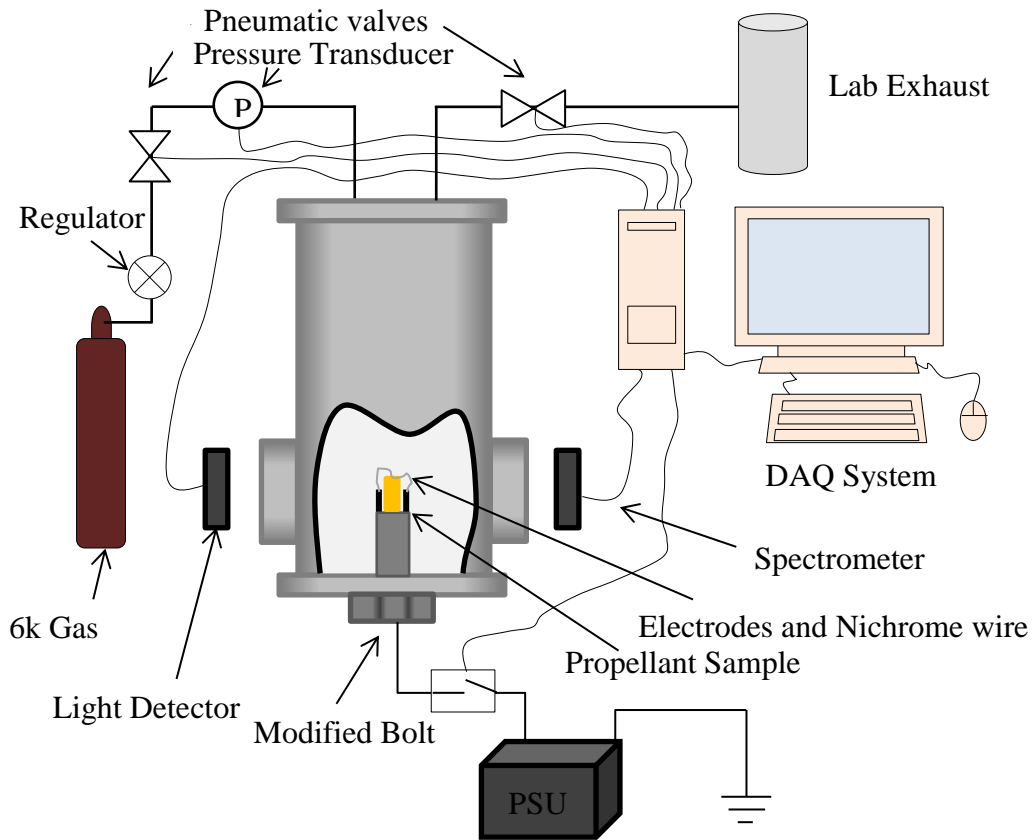 Pneumatic valves
Pressure Transducer
P
Lab Exhaust
Regulator
DAQ System
Spectrometer
6k Gas
Electrodes and Nichrome wire
Propellant Sample
Light Detector
Modified Bolt
PSU